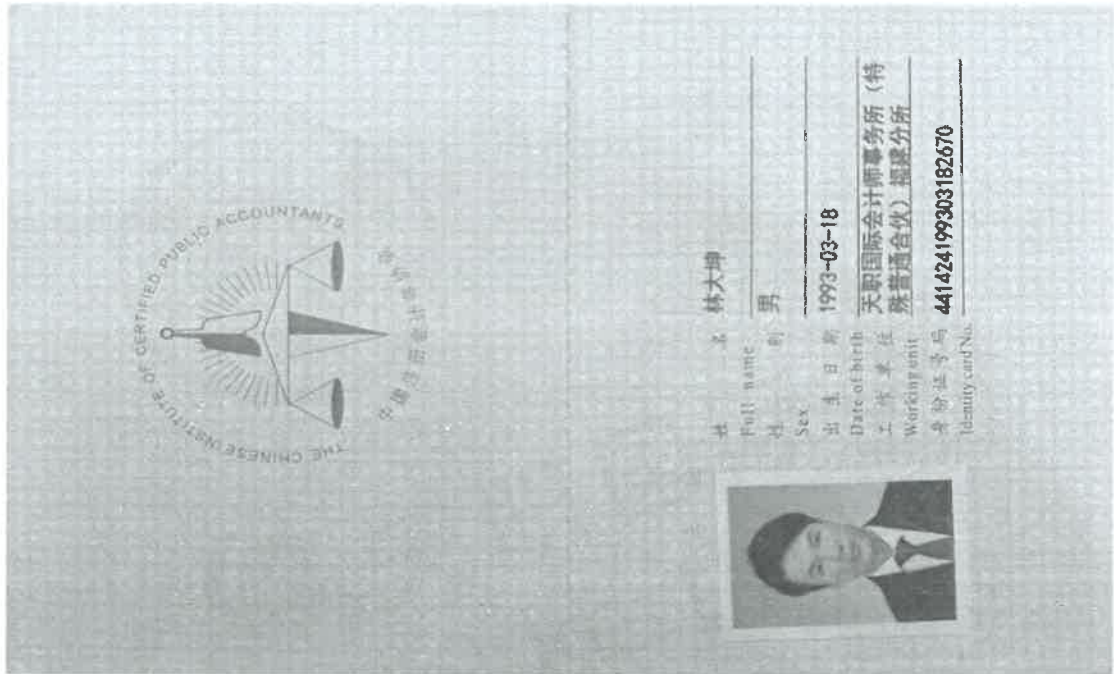 THE CHINESE INSTITUTE OF CERTIFIED PUBLIC ACCOUNTANTS
中国注册会计师协会
姓 名 林大坤
Full name
性 别 男
Sex
出生日期 1993-03-18
Date of birth
工作单位 天职国际会计师事务所（特
殊普通合伙）福建分所
Working unit
身份证号码 441424199303182670
Identity card No.